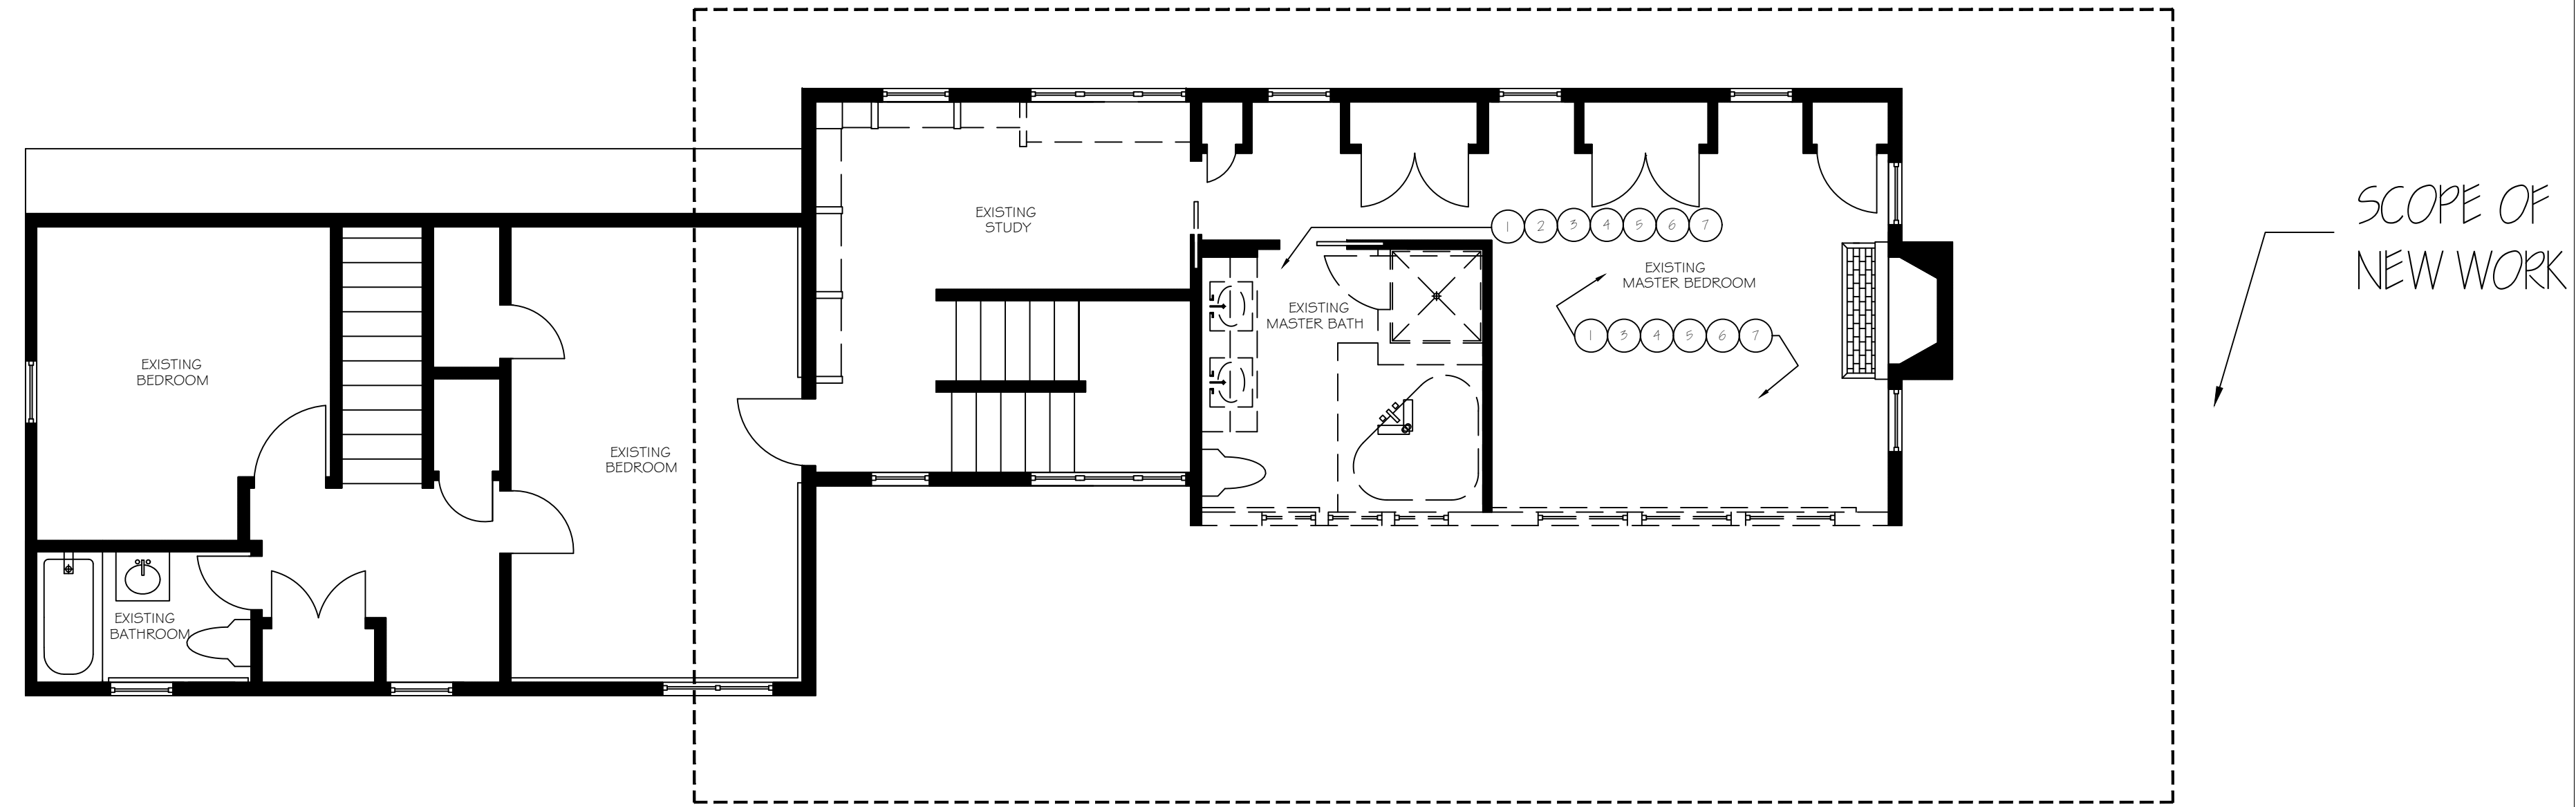 SCOPE OF
NEW WORK
EXISTING
STUDY
1 2 3 4 5 6 7
EXISTING
MASTER BEDROOM
EXISTING
MASTER BATH
1 3 4 5 6 7
EXISTING
BEDROOM
EXISTING
BEDROOM
EXISTING
BATHROOM